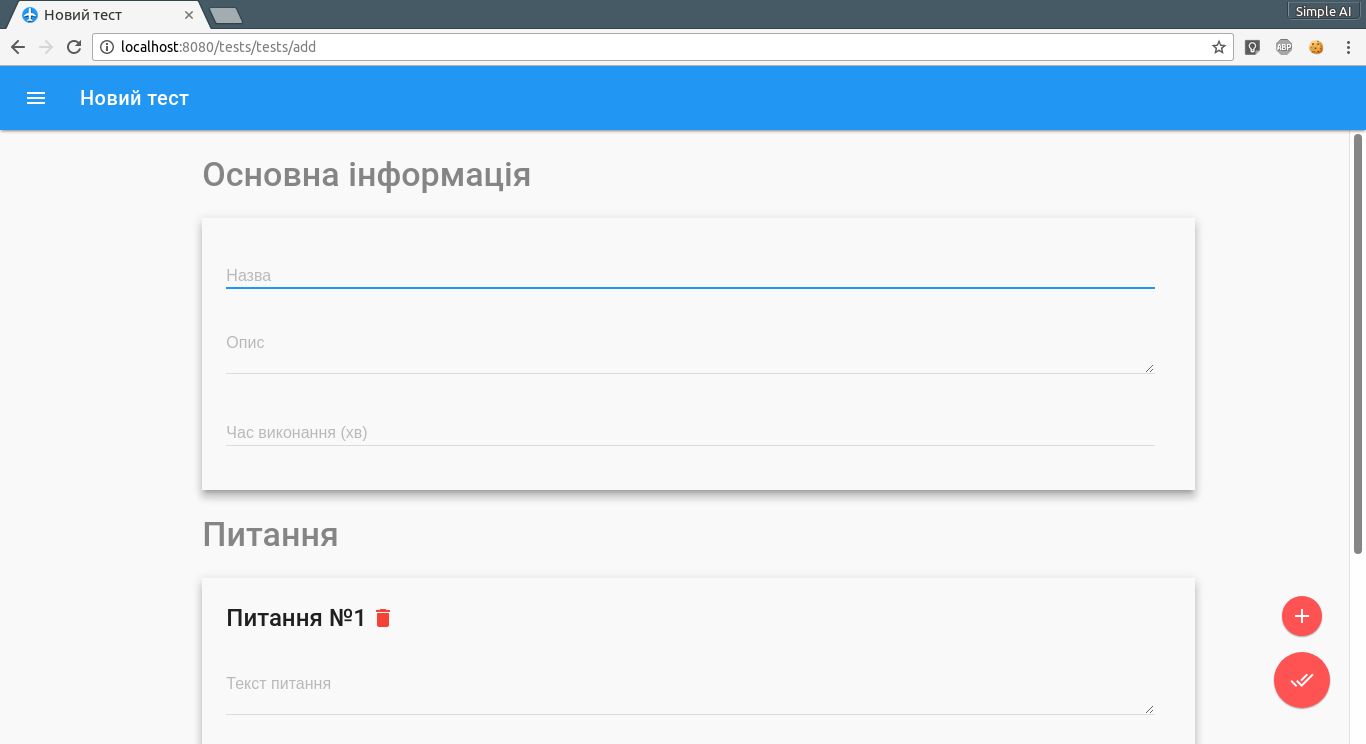 Новий тест
Simple AI
localhost:8080/tests/tests/add
ABP
Новий тест
Основна інформація
Назва
Опис
Час виконання (хв)
Питання
Питання №1
Текст питання